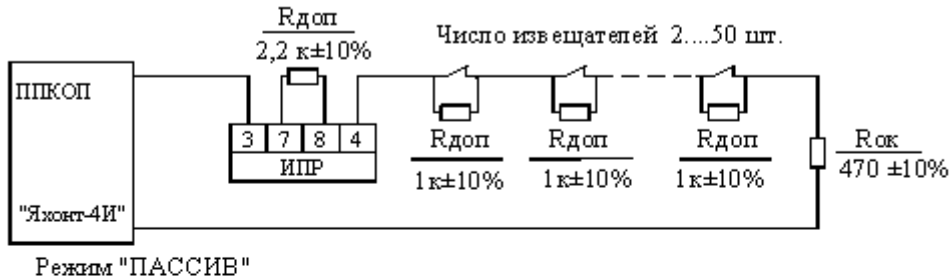 Rдоп
2,2 к±10%
Число извещателей 2....50 шт.
ППКОП
3 7 8 4
ИПР
Rдоп Rдоп Rдоп
1к±10% 1к±10% 1к±10%
Rок
470 ±10%
"Яхонт-4И"
Режим "ПАССИВ"